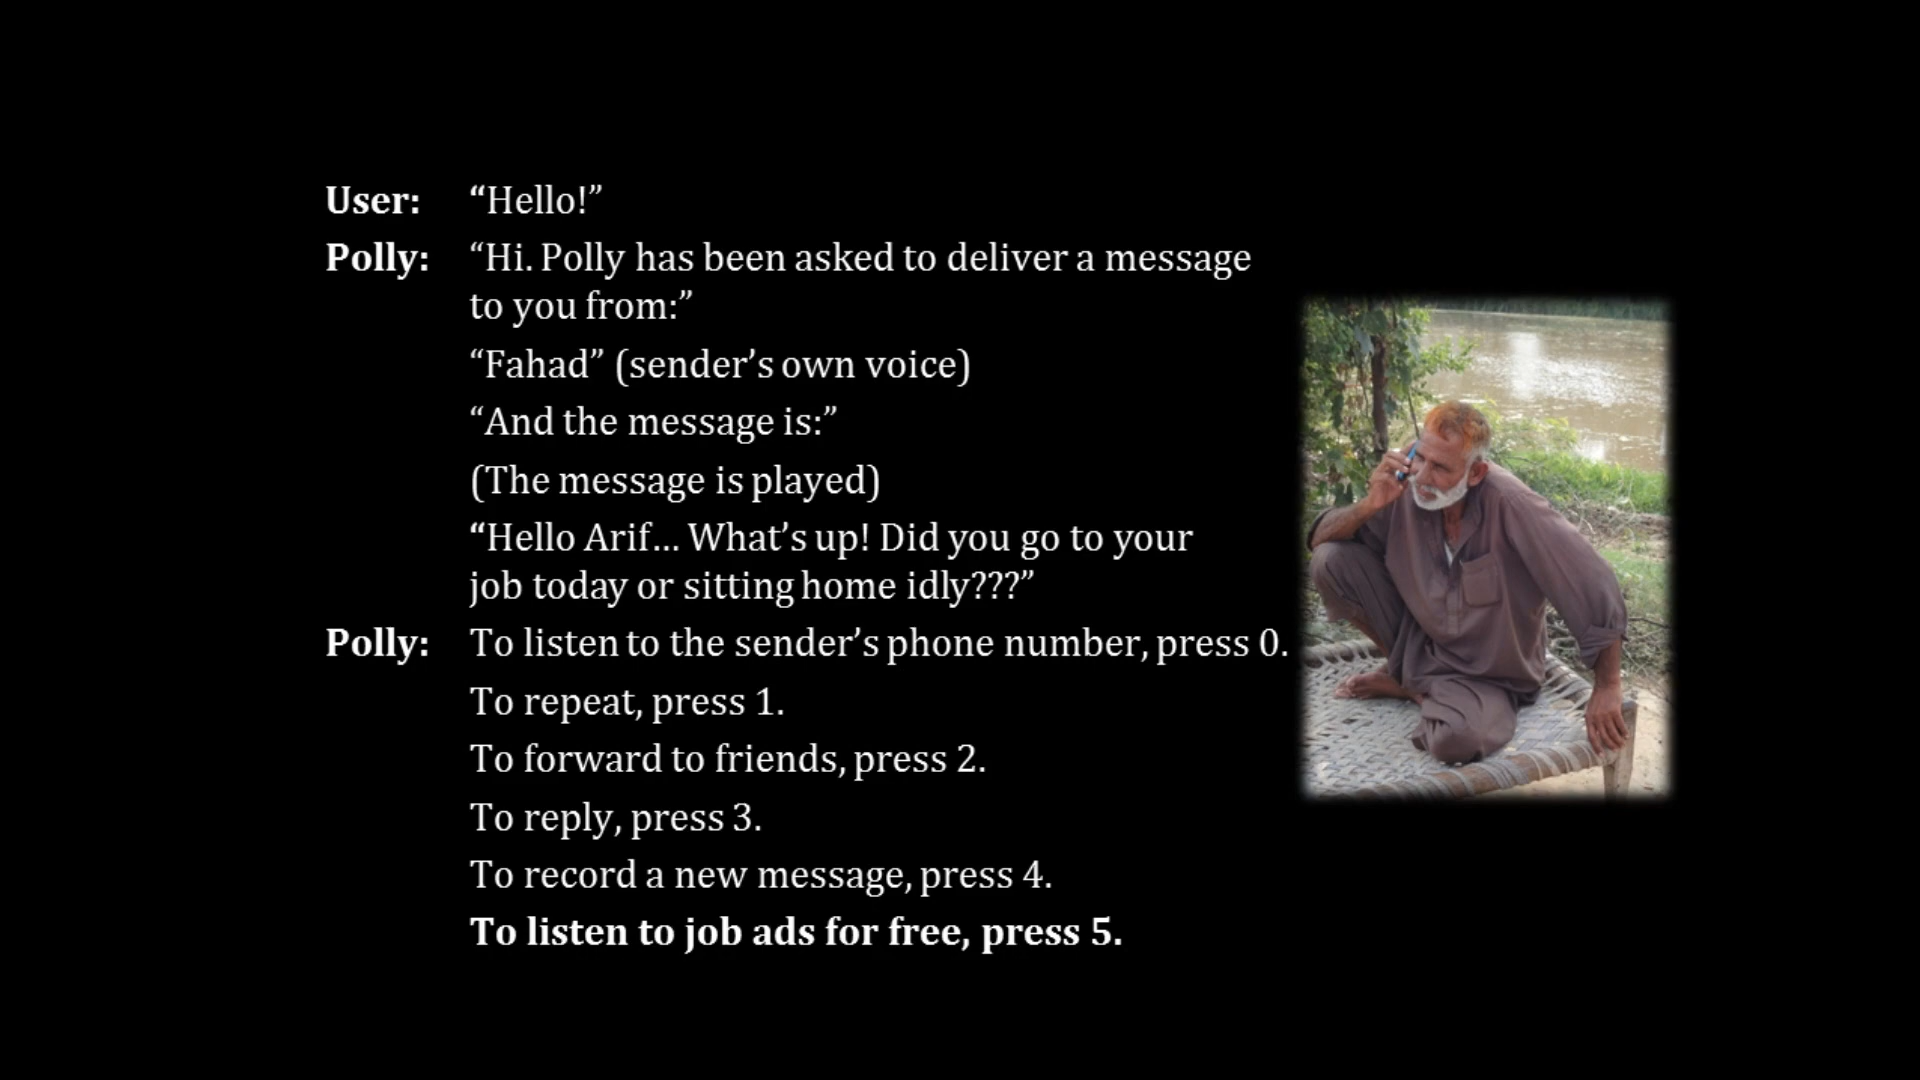 User: “Hello!”
Polly: “Hi. Polly has been asked to deliver a message
to you from:”
“Fahad” (sender’s own voice)
“And the message is:”
(The message is played)
“Hello Arif... What’s up! Did you go to your
job today or sitting home idly???”
Polly: To listen to the sender’s phone number, press 0.
To repeat, press 1.
To forward to friends, press 2.
To reply, press 3.
To record a new message, press 4.
To listen to job ads for free, press 5.